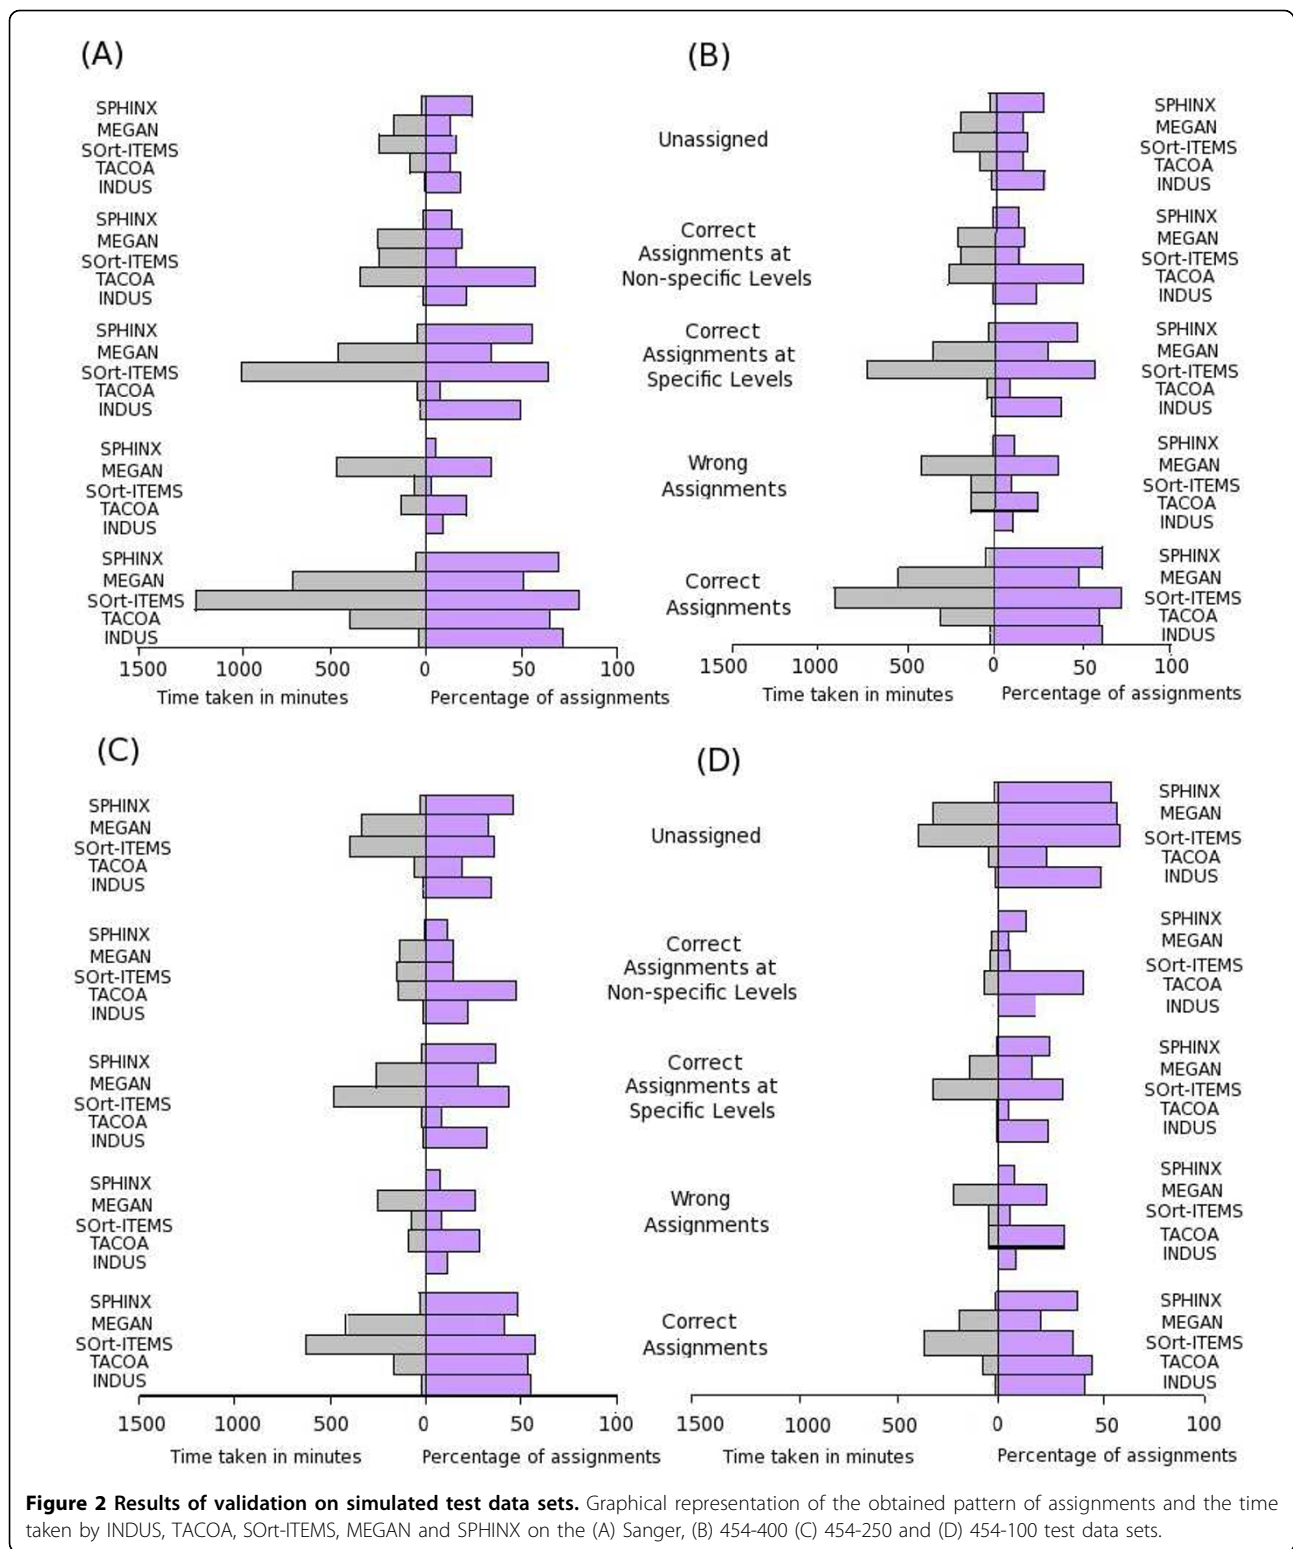 (A)
SPHINX
MEGAN
SOrt-ITEMS
TACOA
INDUS
SPHINX
MEGAN
SOrt-ITEMS
TACOA
INDUS
SPHINX
MEGAN
SOrt-ITEMS
TACOA
INDUS
SPHINX
MEGAN
SOrt-ITEMS
TACOA
INDUS
SPHINX
MEGAN
SOrt-ITEMS
TACOA
INDUS
1500 1000 500 0 50 100
Time taken in minutes Percentage of assignments
(B)
Unassigned
Correct
Assignments at
Non-specific Levels
Correct
Assignments at
Specific Levels
Wrong
Assignments
Correct
Assignments
SPHINX
MEGAN
SOrt-ITEMS
TACOA
INDUS
SPHINX
MEGAN
SOrt-ITEMS
TACOA
INDUS
SPHINX
MEGAN
SOrt-ITEMS
TACOA
INDUS
SPHINX
MEGAN
SOrt-ITEMS
TACOA
INDUS
SPHINX
MEGAN
SOrt-ITEMS
TACOA
INDUS
1500 1000 500 0 50 100
Time taken in minutes Percentage of assignments
(C)
SPHINX
MEGAN
SOrt-ITEMS
TACOA
INDUS
SPHINX
MEGAN
SOrt-ITEMS
TACOA
INDUS
SPHINX
MEGAN
SOrt-ITEMS
TACOA
INDUS
SPHINX
MEGAN
SOrt-ITEMS
TACOA
INDUS
SPHINX
MEGAN
SOrt-ITEMS
TACOA
INDUS
1500 1000 500 0 50 100
Time taken in minutes Percentage of assignments
(D)
Unassigned
Correct
Assignments at
Non-specific Levels
Correct
Assignments at
Specific Levels
Wrong
Assignments
Correct
Assignments
SPHINX
MEGAN
SOrt-ITEMS
TACOA
INDUS
SPHINX
MEGAN
SOrt-ITEMS
TACOA
INDUS
SPHINX
MEGAN
SOrt-ITEMS
TACOA
INDUS
SPHINX
MEGAN
SOrt-ITEMS
TACOA
INDUS
SPHINX
MEGAN
SOrt-ITEMS
TACOA
INDUS
1500 1000 500 0 50 100
Time taken in minutes Percentage of assignments
Figure 2 Results of validation on simulated test data sets. Graphical representation of the obtained pattern of assignments and the time
taken by INDUS, TACOA, SOrt-ITEMS, MEGAN and SPHINX on the (A) Sanger, (B) 454-400 (C) 454-250 and (D) 454-100 test data sets.